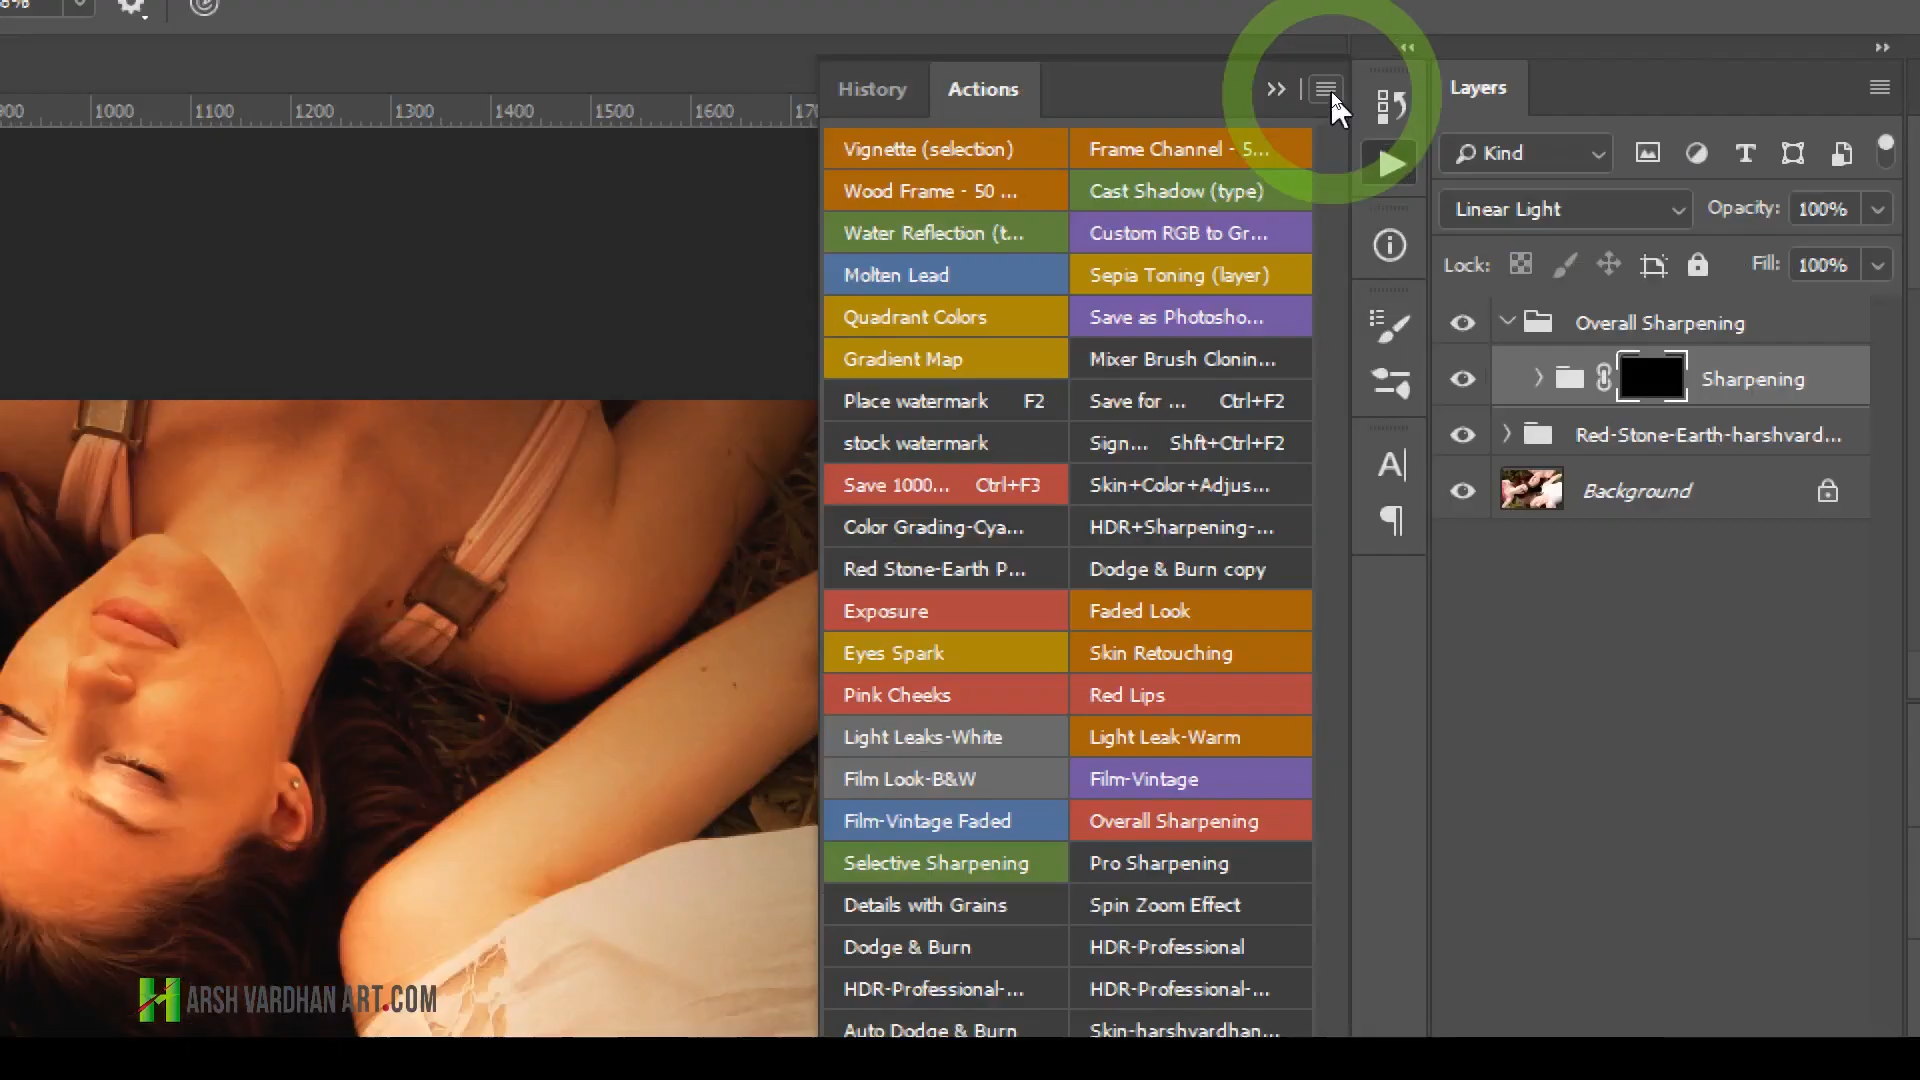 8%
900 1000 1100 1200 1300 1400 1500 1600 170
History Actions
Vignette (selection) Frame Channel - 5...
Wood Frame - 50 ... Cast Shadow (type)
Water Reflection (t... Custom RGB to Gr...
Molten Lead Sepia Toning (layer)
Quadrant Colors Save as Photosho...
Gradient Map Mixer Brush Clonin...
Place watermark F2 Save for ... Ctrl+F2
stock watermark Sign... Shft+Ctrl+F2
Save 1000... Ctrl+F3 Skin+Color+Adjus...
Color Grading-Cya... HDR+Sharpening-...
Red Stone-Earth P... Dodge & Burn copy
Exposure Faded Look
Eyes Spark Skin Retouching
Pink Cheeks Red Lips
Light Leaks-White Light Leak-Warm
Film Look-B&W Film-Vintage
Film-Vintage Faded Overall Sharpening
Selective Sharpening Pro Sharpening
Details with Grains Spin Zoom Effect
Dodge & Burn HDR-Professional
HDR-Professional-... HDR-Professional-...
Auto Dodge & Burn Skin-harshvardhan...
Layers
Kind
Linear Light Opacity: 100%
Lock: Fill: 100%
Overall Sharpening
Sharpening
Red-Stone-Earth-harshvard...
Background
HARSH VARDHAN ART.COM